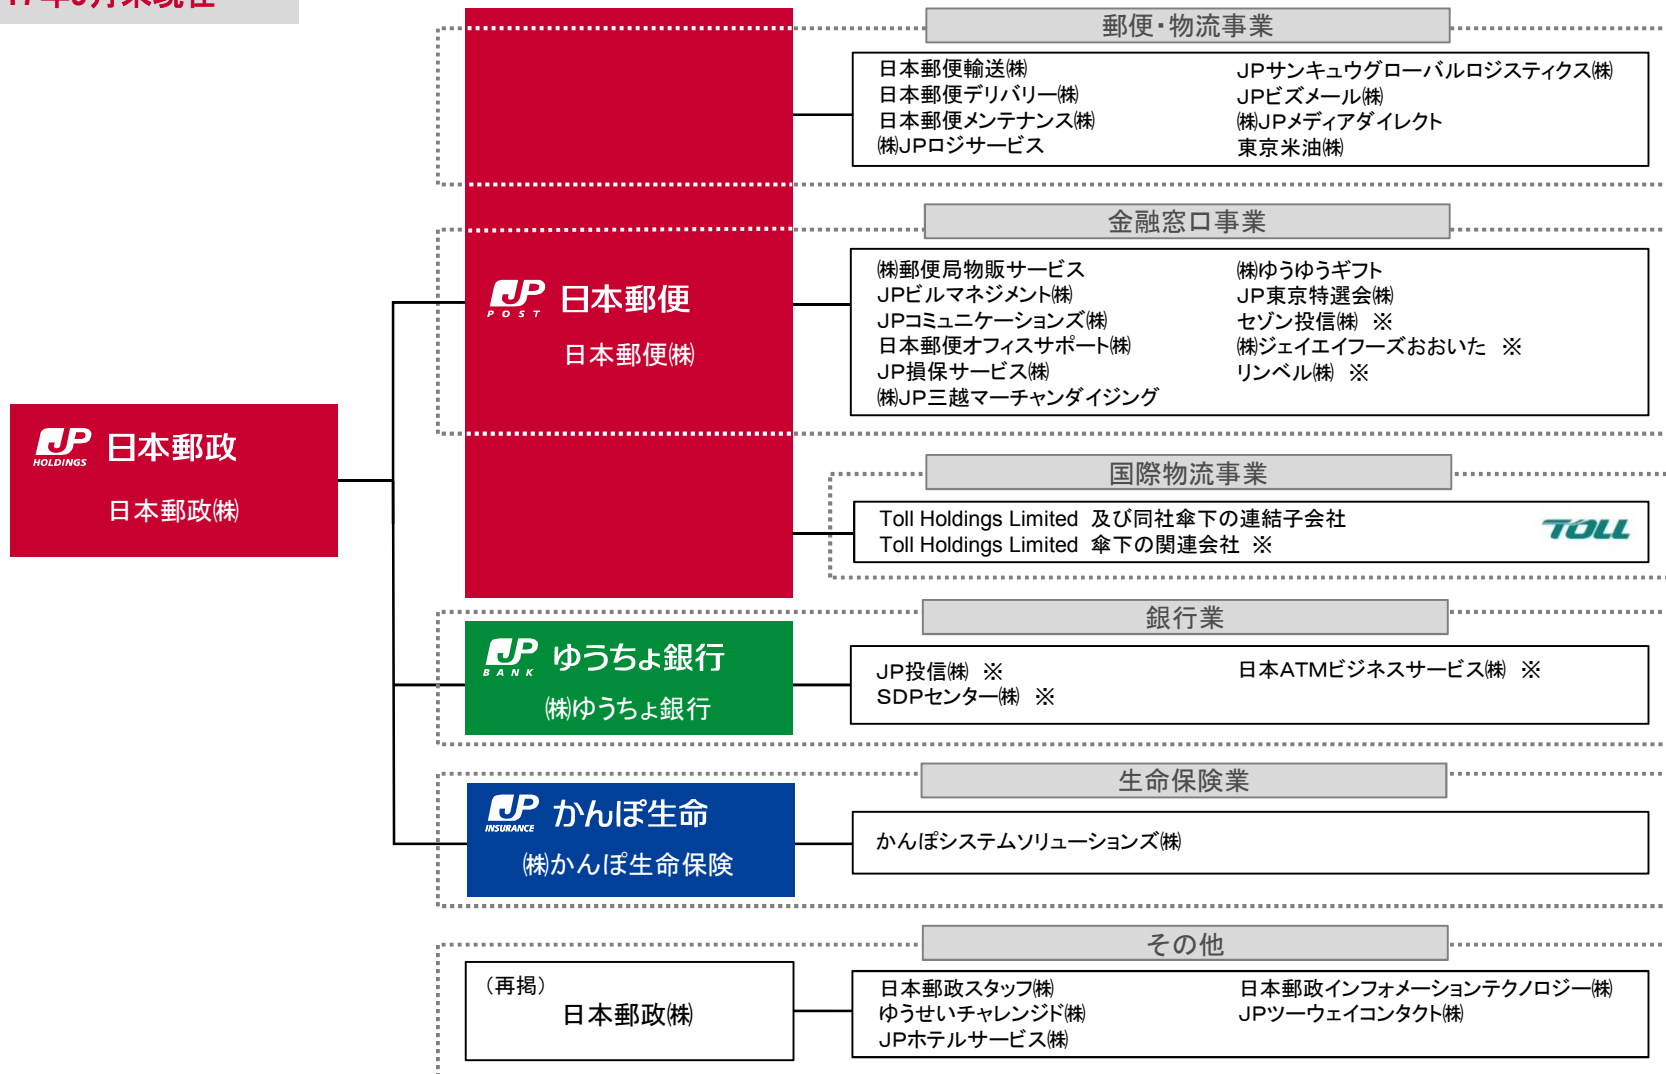 17年9月末現在
郵便・物流事業
日本郵便輸送㈱
日本郵便デリバリー㈱
日本郵便メンテナンス㈱
㈱JPロジサービス
JPサンキュウグローバルロジスティクス㈱
JPビズメール㈱
㈱JPメディアダイレクト
東京米油㈱
金融窓口事業
㈱郵便局物販サービス
JPビルマネジメント㈱
JPコミュニケーションズ㈱
日本郵便オフィスサポート㈱
JP損保サービス㈱
㈱JP三越マーチャンダイジング
㈱ゆうゆうギフト
JP東京特選会㈱
セゾン投信㈱ ※
㈱ジェイエイフーズおおいた ※
リンベル㈱ ※
JP POST 日本郵便
日本郵便㈱
JP HOLDINGS 日本郵政
日本郵政㈱
国際物流事業
Toll Holdings Limited 及び同社傘下の連結子会社
Toll Holdings Limited 傘下の関連会社 ※
TOLL
銀行業
JP BANK ゆうちょ銀行
㈱ゆうちょ銀行
JP投信㈱ ※
SDPセンター㈱ ※
日本ATMビジネスサービス㈱ ※
生命保険業
JP INSURANCE かんぽ生命
㈱かんぽ生命保険
かんぽシステムソリューションズ㈱
その他
（再掲）
日本郵政㈱
日本郵政スタッフ㈱
ゆうせいチャレンジド㈱
JPホテルサービス㈱
日本郵政インフォメーションテクノロジー㈱
JPツーウェイコンタクト㈱